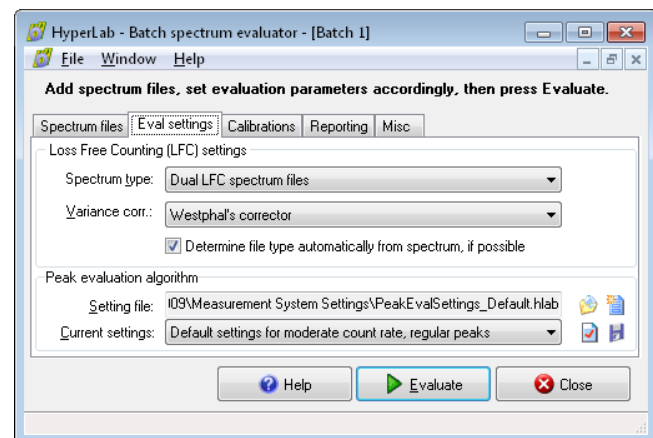 HyperLab - Batch spectrum evaluator - [Batch 1]
File Window Help
Add spectrum files, set evaluation parameters accordingly, then press Evaluate.
Spectrum files Eval settings Calibrations Reporting Misc
Loss Free Counting (LFC) settings
Spectrum type: Dual LFC spectrum files
Variance corr.: Westphal's corrector
Determine file type automatically from spectrum, if possible
Peak evaluation algorithm
Setting file: I09\Measurement System Settings\PeakEvalSettings_Default.hlab
Current settings: Default settings for moderate count rate, regular peaks
Help Evaluate Close